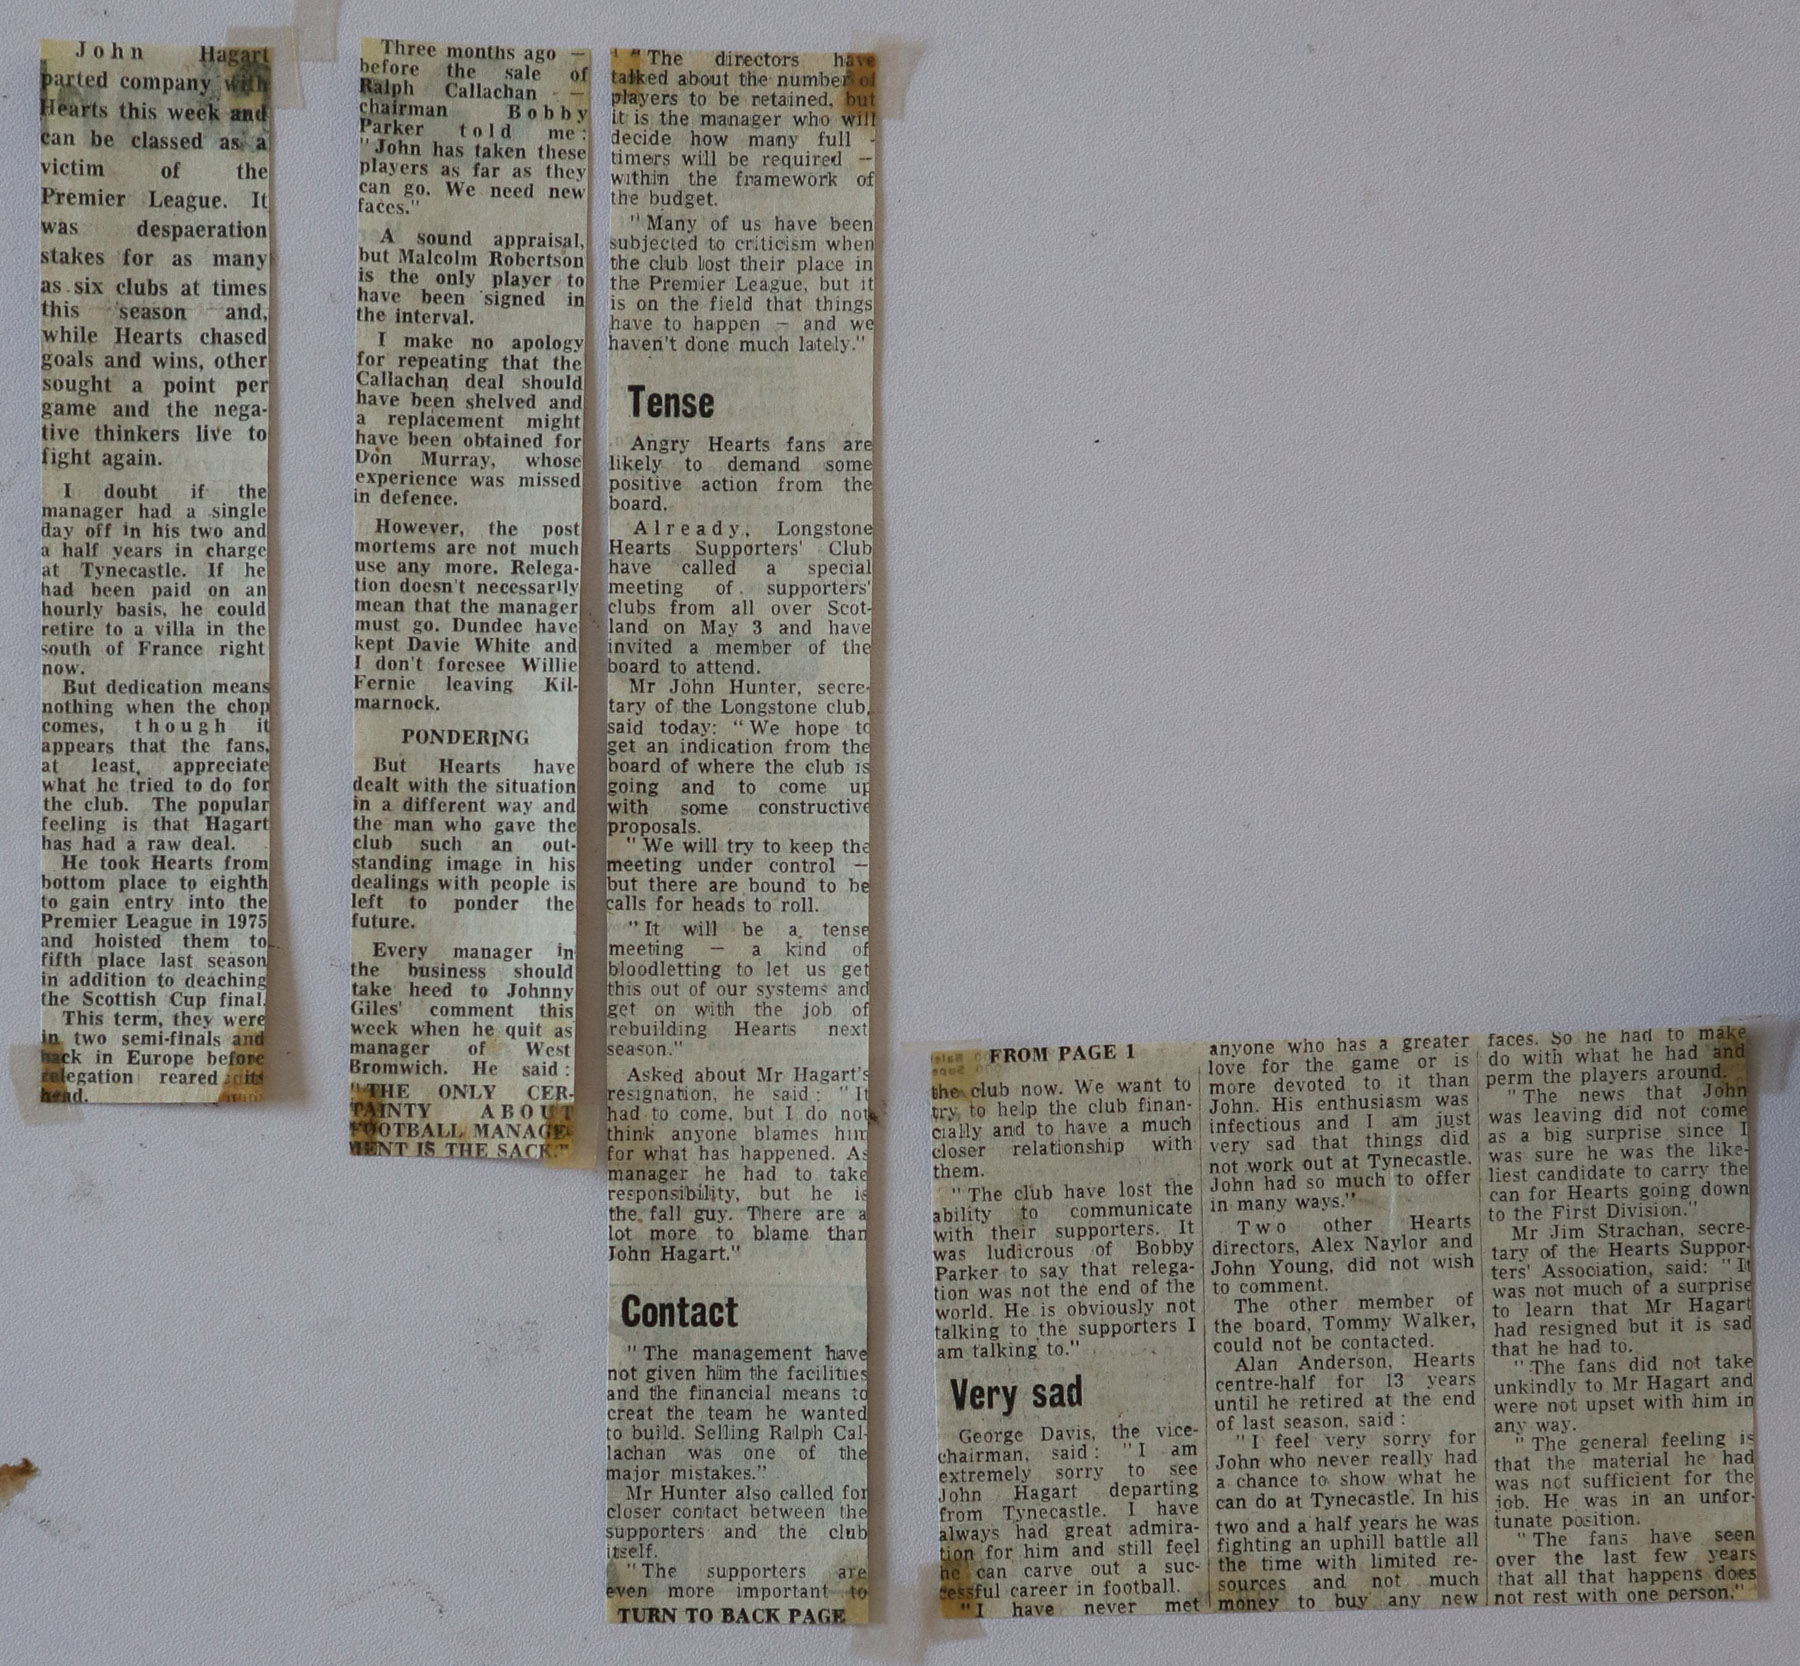 John Hagart
parted company with
Hearts this week and
can be classed as a
victim of the
Premier League. It
was despaeration
stakes for as many
as six clubs at times
this season and,
while Hearts chased
goals and wins, other
sought a point per
game and the nega-
tive thinkers live to
fight again.
I doubt if the
manager had a single
day off in his two and
a half years in charge
at Tynecastle. If he
had been paid on an
hourly basis, he could
retire to a villa in the
south of France right
now.
But dedication means
nothing when the chop
comes, though it
appears that the fans,
at least, appreciate
what he tried to do for
the club. The popular
feeling is that Hagart
has had a raw deal.
He took Hearts from
bottom place to eighth
to gain entry into the
Premier League in 1975
and hoisted them to
fifth place last season
in addition to deaching
the Scottish Cup final.
This term, they were
in two semi-finals and
back in Europe before
relegation reared its
head.
Three months ago —
before the sale of
Ralph Callachan —
chairman Bobby
Parker told me:
"John has taken these
players as far as they
can go. We need new
faces."
A sound appraisal,
but Malcolm Robertson
is the only player to
have been signed in
the interval.
I make no apology
for repeating that the
Callachan deal should
have been shelved and
a replacement might
have been obtained for
Don Murray, whose
experience was missed
in defence.
However, the post
mortems are not much
use any more. Relega-
tion doesn't necessarily
mean that the manager
must go. Dundee have
kept Davie White and
I don't foresee Willie
Fernie leaving Kil-
marnock.
PONDERING
But Hearts have
dealt with the situation
in a different way and
the man who gave the
club such an out-
standing image in his
dealings with people is
left to ponder the
future.
Every manager in
the business should
take heed to Johnny
Giles' comment this
week when he quit as
manager of West
Bromwich. He said:
"THE ONLY CER-
TAINTY ABOUT
FOOTBALL MANAGE-
MENT IS THE SACK."
"The directors have
talked about the number of
players to be retained, but
it is the manager who will
decide how many full -
timers will be required —
within the framework of
the budget.
"Many of us have been
subjected to criticism when
the club lost their place in
the Premier League, but it
is on the field that things
have to happen — and we
haven't done much lately."
Tense
Angry Hearts fans are
likely to demand some
positive action from the
board.
Already, Longstone
Hearts Supporters' Club
have called a special
meeting of supporters'
clubs from all over Scot-
land on May 3 and have
invited a member of the
board to attend.
Mr John Hunter, secre-
tary of the Longstone club,
said today: "We hope to
get an indication from the
board of where the club is
going and to come up
with some constructive
proposals.
"We will try to keep the
meeting under control —
but there are bound to be
calls for heads to roll.
"It will be a tense
meeting — a kind of
bloodletting to let us get
this out of our systems and
get on with the job of
rebuilding Hearts next
season."
Asked about Mr Hagart's
resignation, he said: "It
had to come, but I do not
think anyone blames him
for what has happened. As
manager he had to take
responsibility, but he is
the fall guy. There are a
lot more to blame than
John Hagart."
Contact
"The management have
not given him the facilities
and the financial means to
creat the team he wanted
to build. Selling Ralph Cal-
lachan was one of the
major mistakes."
Mr Hunter also called for
closer contact between the
supporters and the club
itself.
"The supporters are
even more important to
TURN TO BACK PAGE
FROM PAGE 1
the club now. We want to
try to help the club finan-
cially and to have a much
closer relationship with
them.
"The club have lost the
ability to communicate
with their supporters. It
was ludicrous of Bobby
Parker to say that relega-
tion was not the end of the
world. He is obviously not
talking to the supporters I
am talking to."
Very sad
George Davis, the vice-
chairman, said: "I am
extremely sorry to see
John Hagart departing
from Tynecastle. I have
always had great admira-
tion for him and still feel
he can carve out a suc-
cessful career in football.
"I have never met
anyone who has a greater
love for the game or is
more devoted to it than
John. His enthusiasm was
infectious and I am just
very sad that things did
not work out at Tynecastle.
John had so much to offer
in many ways."
Two other Hearts
directors, Alex Naylor and
John Young, did not wish
to comment.
The other member of
the board, Tommy Walker,
could not be contacted.
Alan Anderson, Hearts
centre-half for 13 years
until he retired at the end
of last season, said:
"I feel very sorry for
John who never really had
a chance to show what he
can do at Tynecastle. In his
two and a half years he was
fighting an uphill battle all
the time with limited re-
sources and not much
money to buy any new
faces. So he had to make
do with what he had and
perm the players around.
"The news that John
was leaving did not come
as a big surprise since I
was sure he was the like-
liest candidate to carry the
can for Hearts going down
to the First Division."
Mr Jim Strachan, secre-
tary of the Hearts Suppor-
ters' Association, said: "It
was not much of a surprise
to learn that Mr Hagart
had resigned but it is sad
that he had to.
"The fans did not take
unkindly to Mr Hagart and
were not upset with him in
any way.
"The general feeling is
that the material he had
was not sufficient for the
job. He was in an unfor-
tunate position.
"The fans have seen
over the last few years
that all that happens does
not rest with one person."